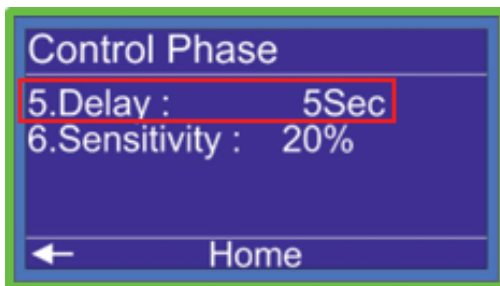 Control Phase
5.Delay : 5Sec
6.Sensitivity : 20%
← Home